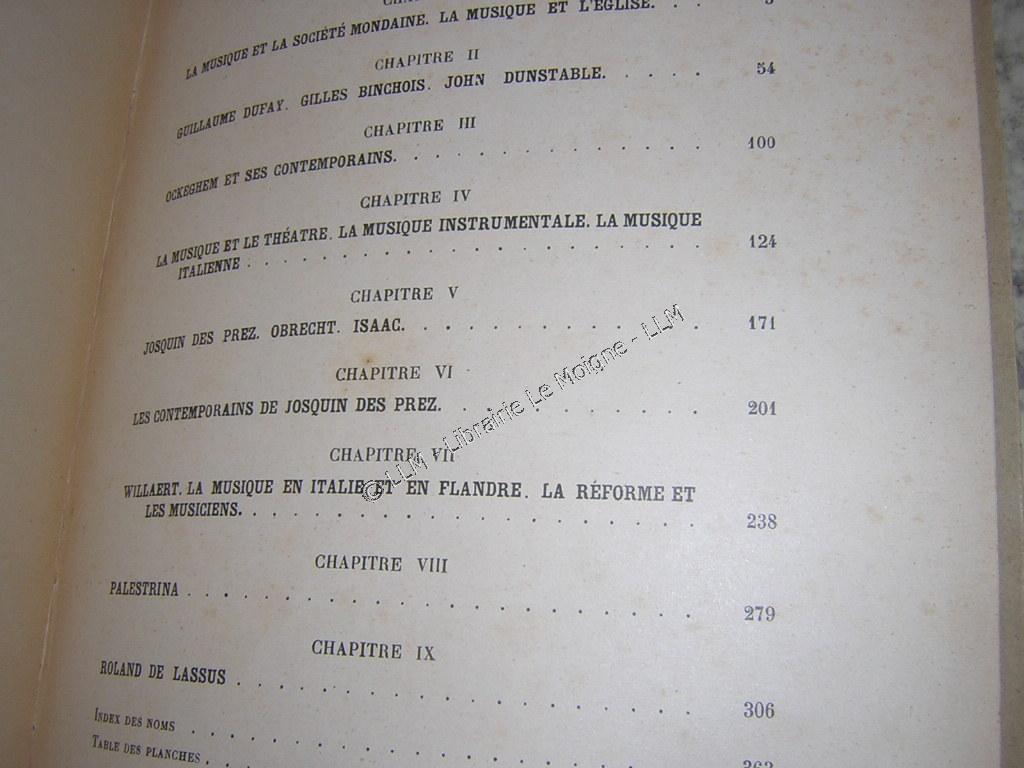 LA MUSIQUE ET LA SOCIÉTÉ MONDAINE. LA MUSIQUE ET L'ÉGLISE. . .
CHAPITRE II
GUILLAUME DUFAY. GILLES BINCHOIS. JOHN DUNSTABLE. . . . . 54
CHAPITRE III
OCKEGHEM ET SES CONTEMPORAINS. . . . . . . . . . . . . 100
CHAPITRE IV
LA MUSIQUE ET LE THÉATRE. LA MUSIQUE INSTRUMENTALE. LA MUSIQUE
ITALIENNE . . . . . . . . . . . . . . . . . . 124
CHAPITRE V
JOSQUIN DES PREZ. OBRECHT. ISAAC. . . . . . . . . . . 171
CHAPITRE VI
LES CONTEMPORAINS DE JOSQUIN DES PREZ. . . . . . . . . . 201
CHAPITRE VII
WILLAERT. LA MUSIQUE EN ITALIE ET EN FLANDRE. LA RÉFORME ET
LES MUSICIENS. . . . . . . . . . . . . . . . . . 238
CHAPITRE VIII
PALESTRINA . . . . . . . . . . . . . . . . . . 279
CHAPITRE IX
ROLAND DE LASSUS . . . . . . . . . . . . . . . . 306
INDEX DES NOMS . . . . . . . . . . . . . . . . .
TABLE DES PLANCHES . . . . . . . . . . . . . . . .
© LLM - Librairie Le Moigne - LLM